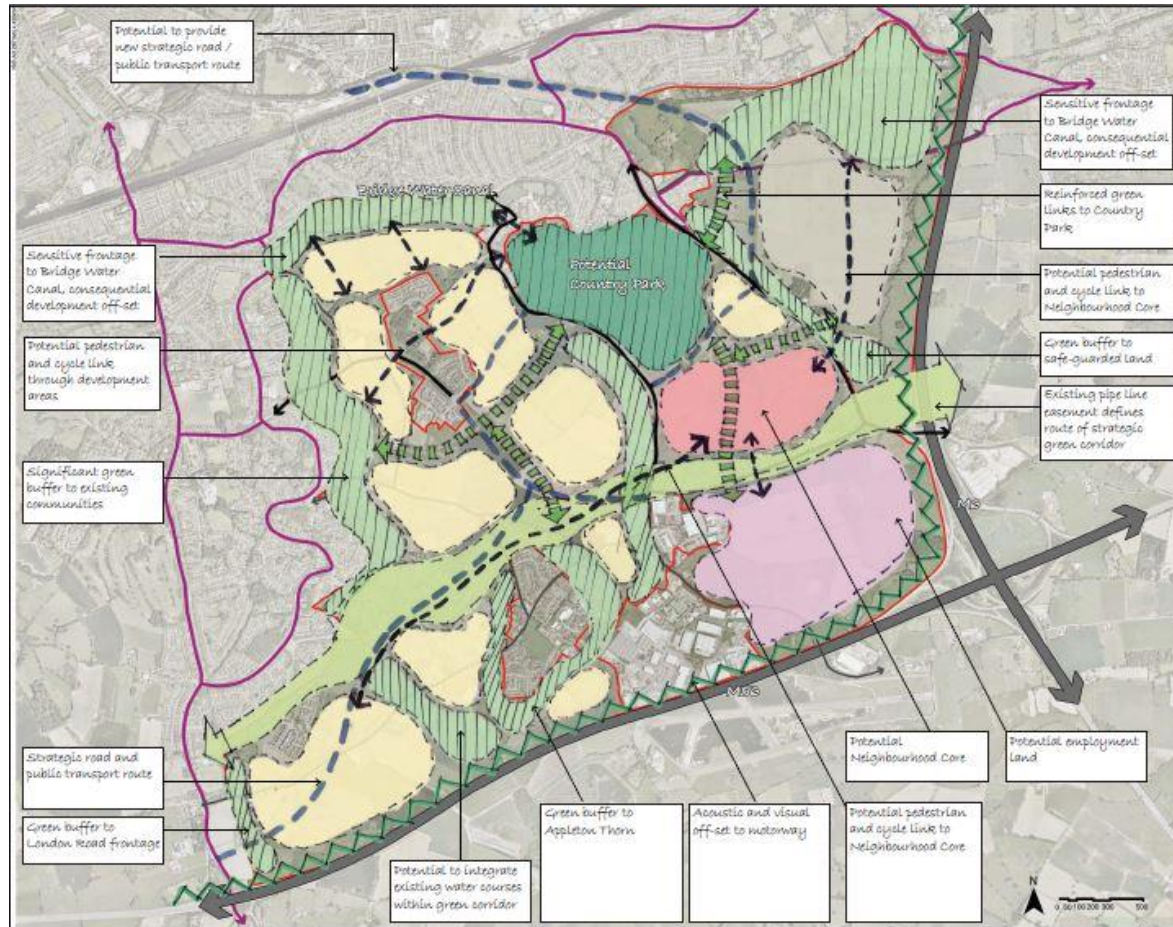 Potential to provide
new strategic road /
public transport route
Sensitive frontage
to Bridge Water
Canal, consequential
development off-set
Reinforced green
links to Country
Park
Potential pedestrian
and cycle link to
Neighbourhood Core
Green buffer to
safe-guarded land
Existing pipe line
easement defines
route of strategic
green corridor
Bridge Water Canal
Potential
Country Park
Sensitive frontage
to Bridge Water
Canal, consequential
development off-set
Potential pedestrian
and cycle link
through development
areas
Significant green
buffer to existing
communities
M6
M56
Strategic road and
public transport route
Green buffer to
London Road frontage
Potential to integrate
existing water courses
within green corridor
Green buffer to
Appleton Thorn
Acoustic and visual
off-set to motorway
Potential
Neighbourhood Core
Potential employment
land
Potential pedestrian
and cycle link to
Neighbourhood Core
N
0 50 100 200 300 500